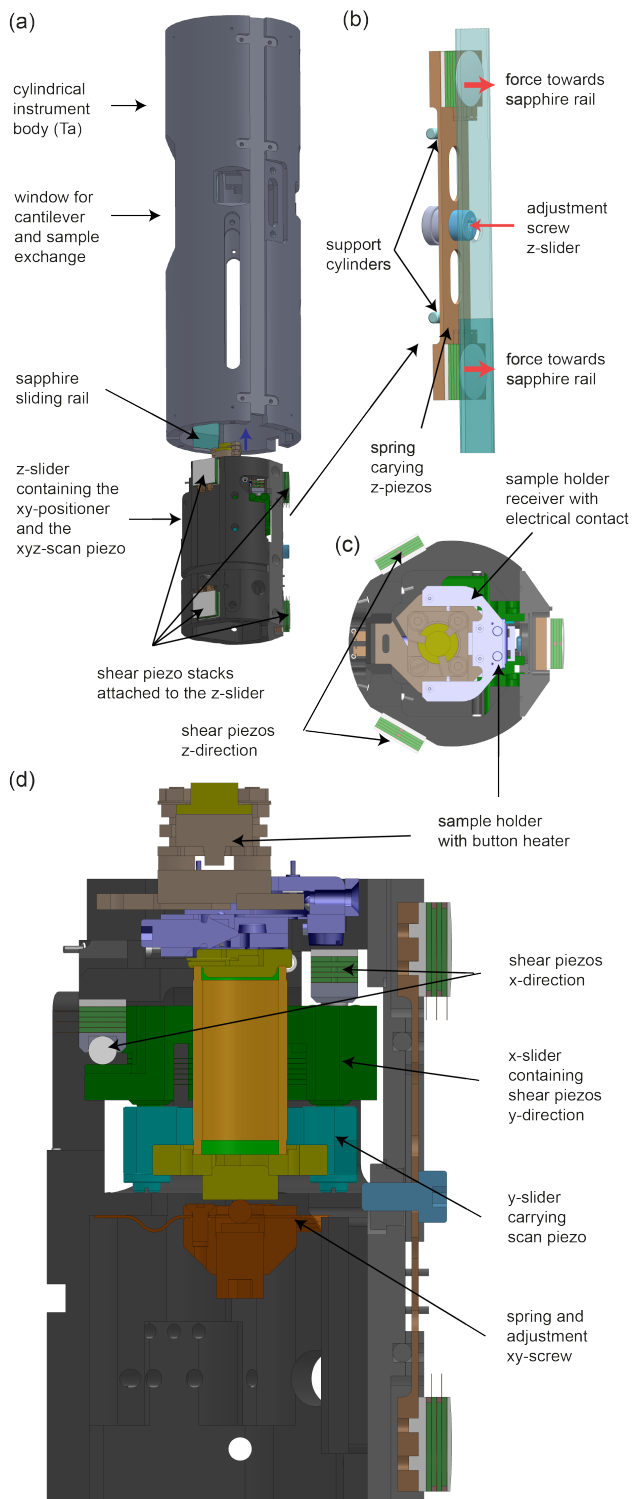 (a)
cylindrical
instrument
body (Ta)
window for
cantilever
and sample
exchange
sapphire
sliding rail
z-slider
containing the
xy-positioner
and the
xyz-scan piezo
shear piezo stacks
attached to the z-slider
(b)
force towards
sapphire rail
adjustment
screw
z-slider
support
cylinders
force towards
sapphire rail
spring
carying
z-piezos
(c)
sample holder
receiver with
electrical contact
shear piezos
z-direction
(d)
sample holder
with button heater
shear piezos
x-direction
x-slider
containing
shear piezos
y-direction
y-slider
carrying
scan piezo
spring and
adjustment
xy-screw